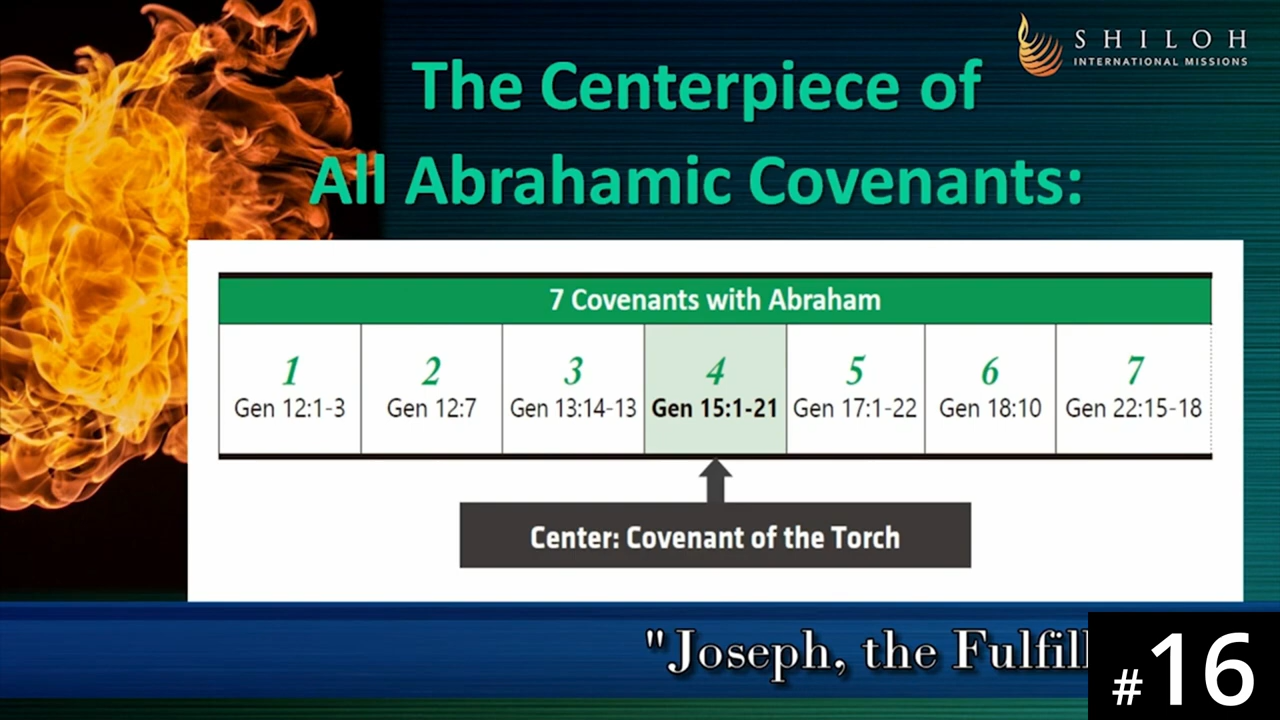 SHILOH
INTERNATIONAL MISSIONS
The Centerpiece of
All Abrahamic Covenants:
7 Covenants with Abraham
1 2 3 4 5 6 7
Gen 12:1-3 Gen 12:7 Gen 13:14-13 Gen 15:1-21 Gen 17:1-22 Gen 18:10 Gen 22:15-18
Center: Covenant of the Torch
"Joseph, the
#16